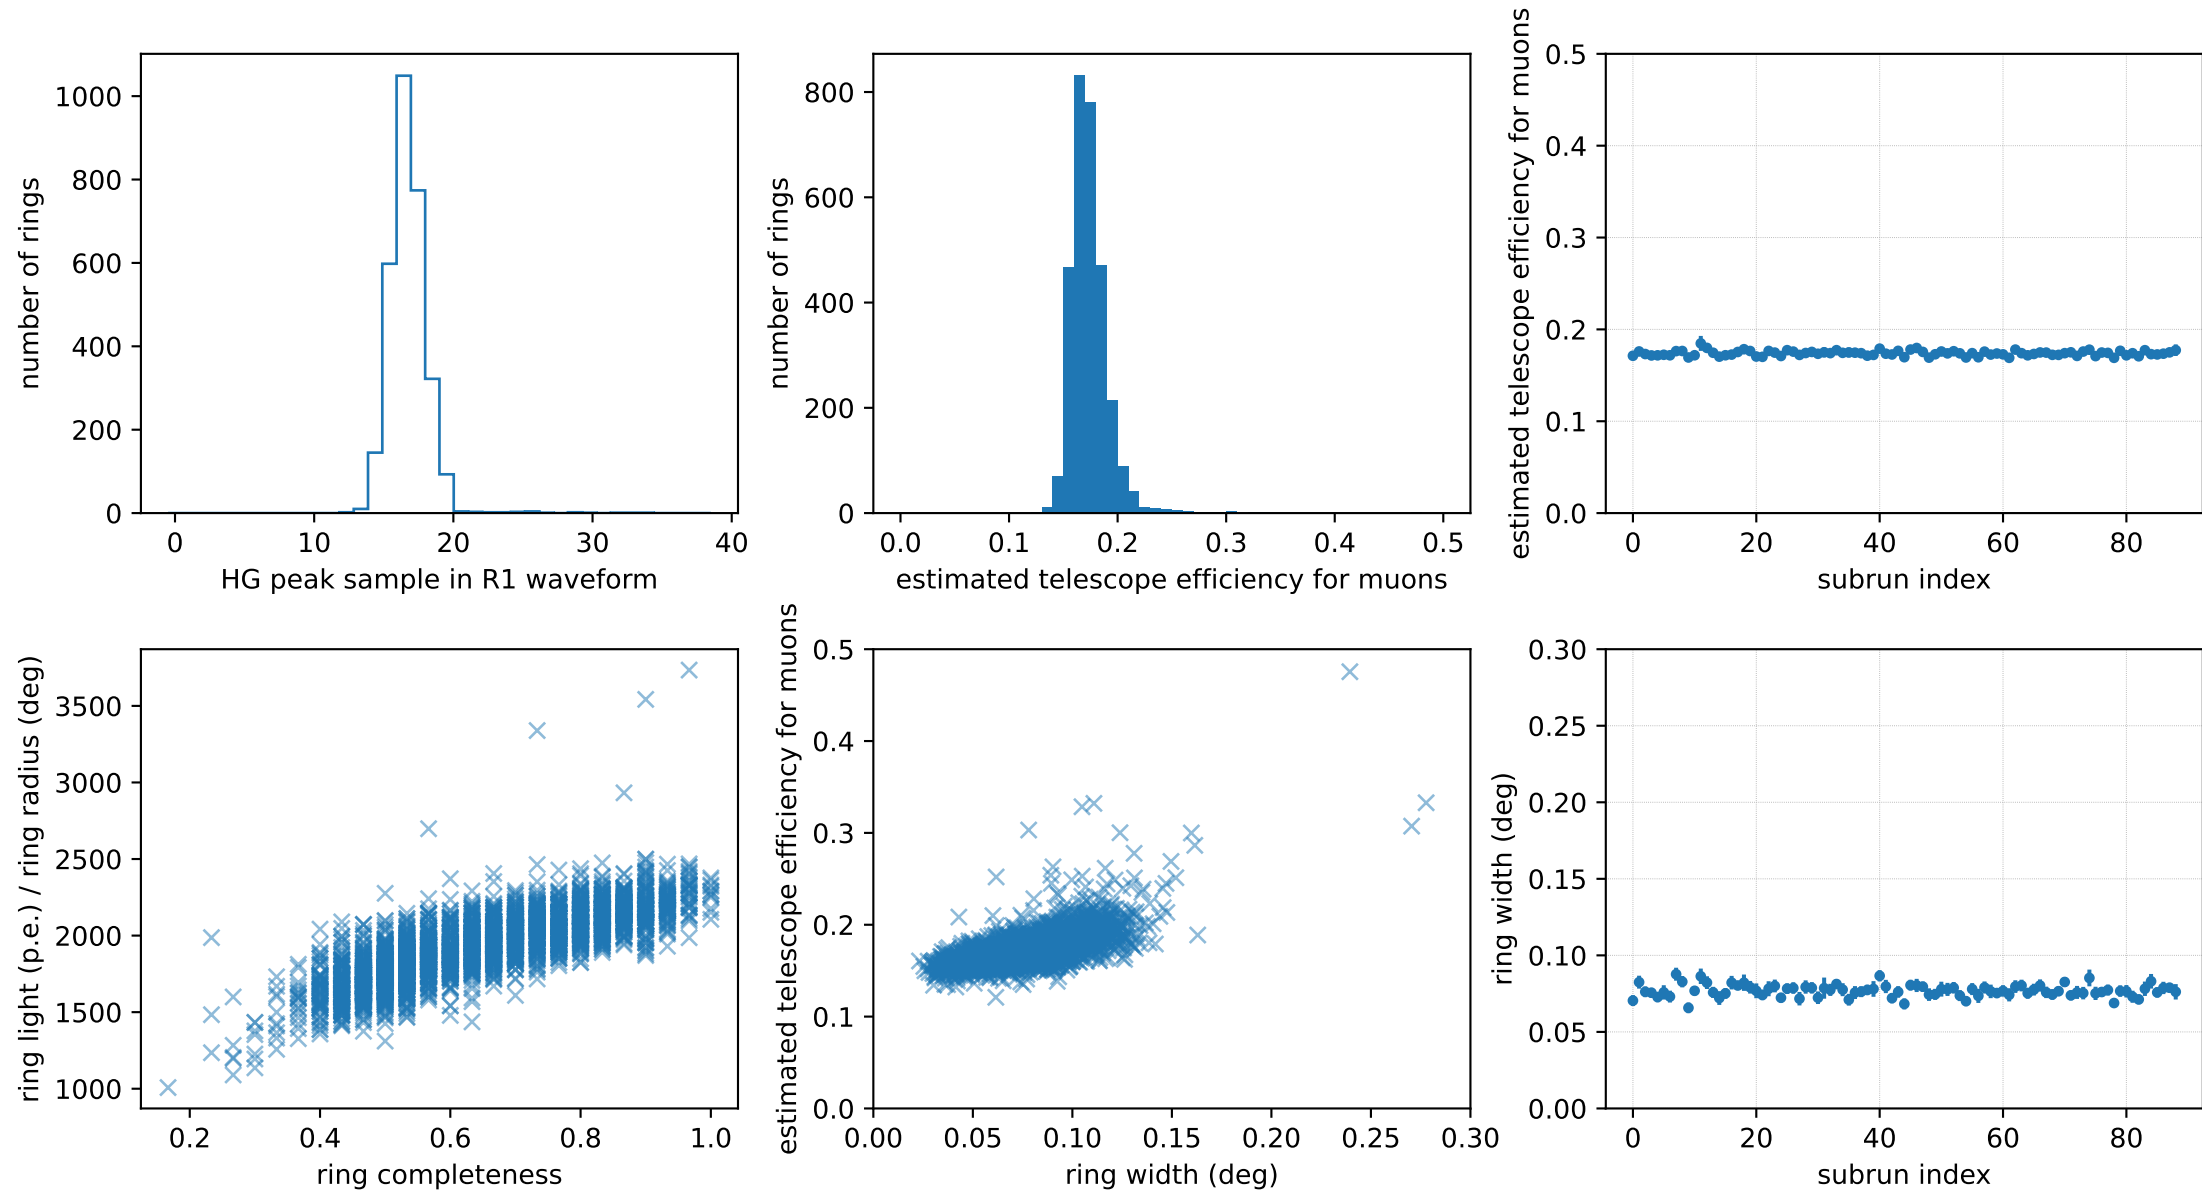 number of rings
1000
800
600
400
200
0
0 10 20 30 40
HG peak sample in R1 waveform
number of rings
800
600
400
200
0
0.0 0.1 0.2 0.3 0.4 0.5
estimated telescope efficiency for muons
estimated telescope efficiency for muons
0.5
0.4
0.3
0.2
0.1
0.0
0 20 40 60 80
subrun index
ring light (p.e.) / ring radius (deg)
3500
3000
2500
2000
1500
1000
0.2 0.4 0.6 0.8 1.0
ring completeness
estimated telescope efficiency for muons
0.5
0.4
0.3
0.2
0.1
0.0
0.00 0.05 0.10 0.15 0.20 0.25 0.30
ring width (deg)
ring width (deg)
0.30
0.25
0.20
0.15
0.10
0.05
0.00
0 20 40 60 80
subrun index